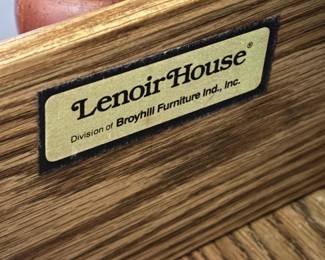 Lenoir House®
Division of Broyhill Furniture Ind., Inc.